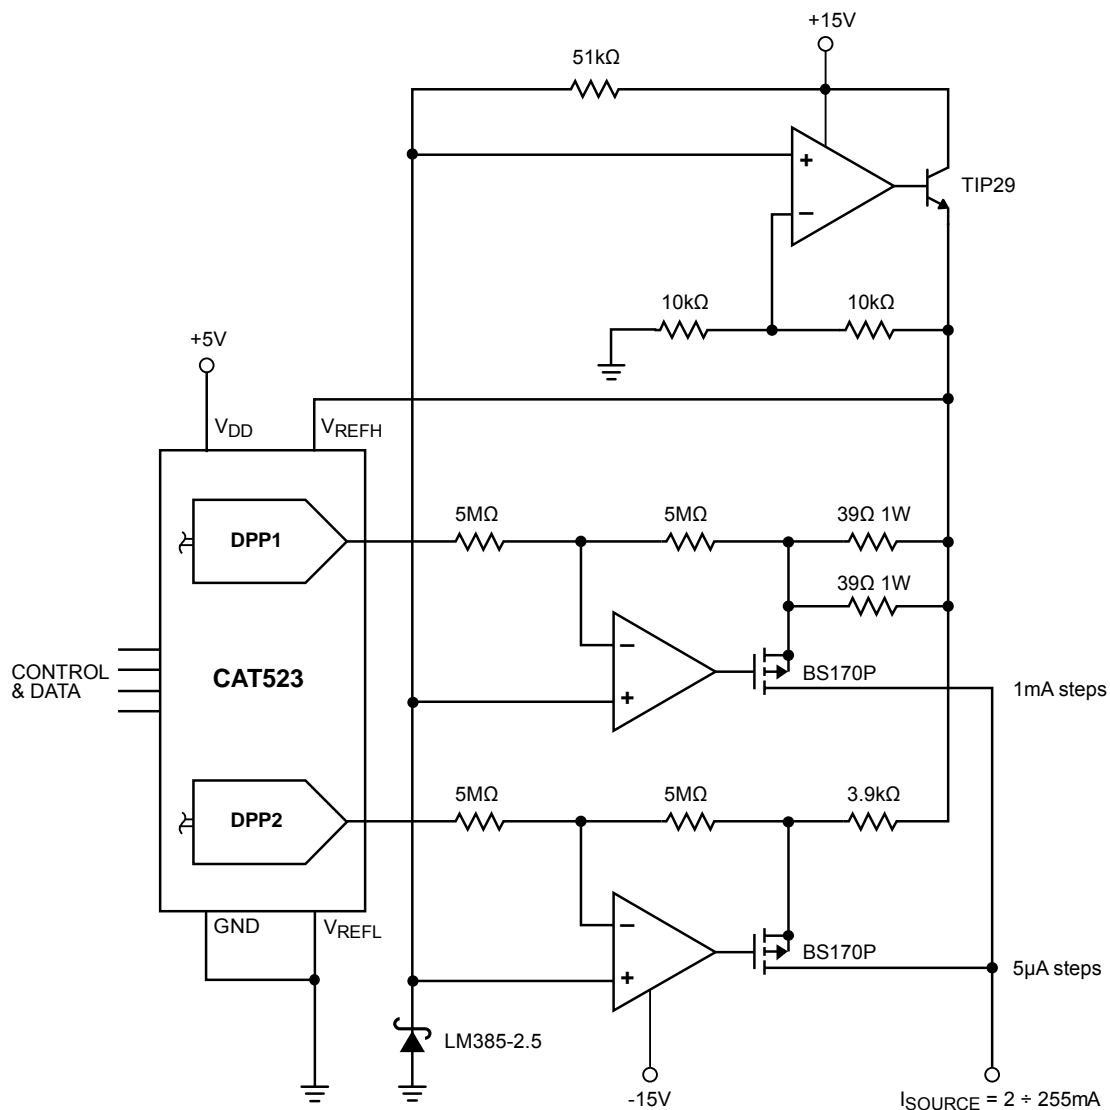 +15V
51kΩ
+
TIP29
−
10kΩ
10kΩ
+5V
VDD
VREFH
DPP1
5MΩ
5MΩ
39Ω 1W
39Ω 1W
−
+
BS170P
CONTROL
& DATA
CAT523
1mA steps
DPP2
5MΩ
5MΩ
3.9kΩ
−
+
BS170P
GND
VREFL
5µA steps
LM385-2.5
-15V
ISOURCE = 2 ÷ 255mA